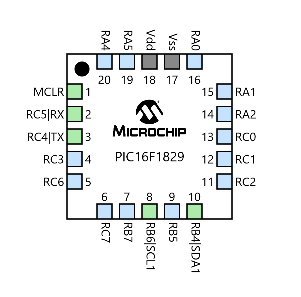 RA4 RA5 Vdd Vss RA0
20 19 18 17 16
MCLR 1 15 RA1
RC5|RX 2 14 RA2
RC4|TX 3 MICROCHIP 13 RC0
RC3 4 PIC16F1829 12 RC1
RC6 5 11 RC2
6 7 8 9 10
RC7 RB7 RB6|SCL1 RB5 RB4|SDA1